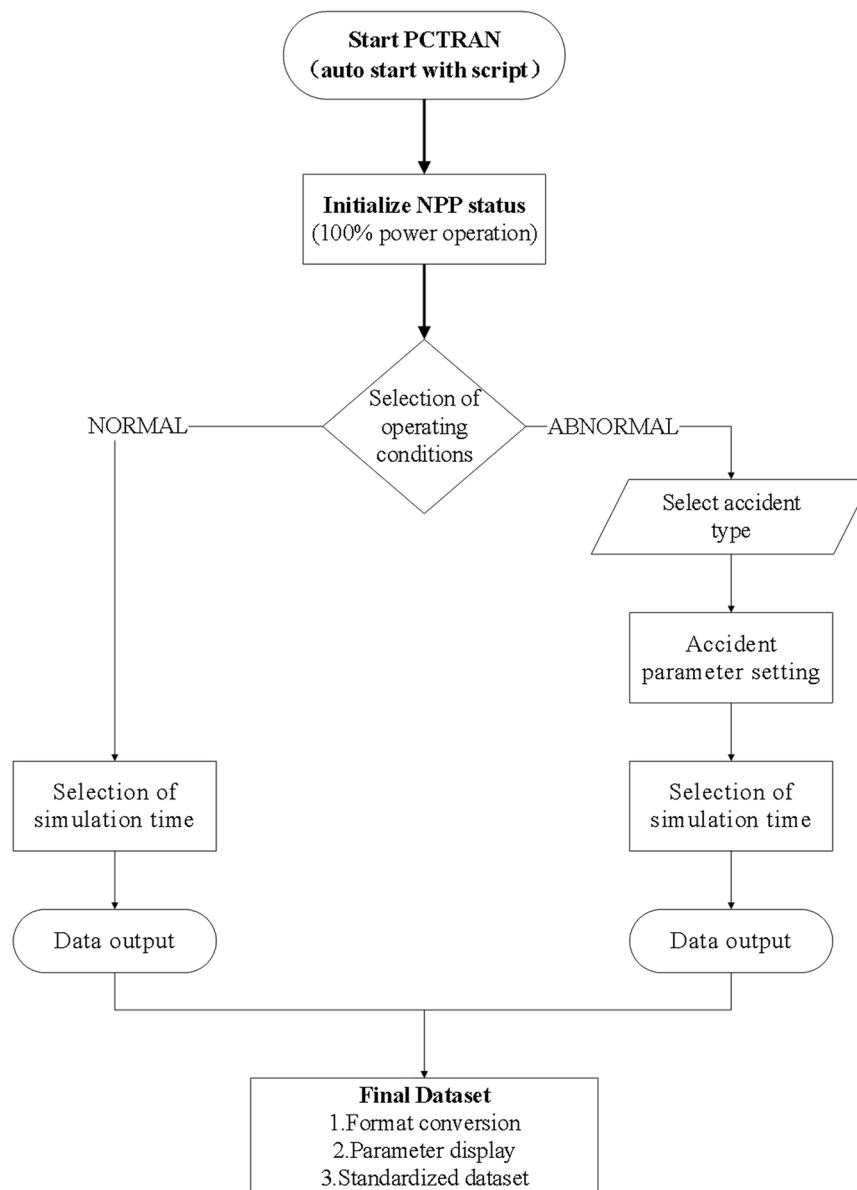 Start PCTRAN
（auto start with script）
Initialize NPP status
(100% power operation)
Selection of
operating
conditions
NORMAL
ABNORMAL
Select accident
type
Accident
parameter setting
Selection of
simulation time
Selection of
simulation time
Data output
Data output
Final Dataset
1.Format conversion
2.Parameter display
3.Standardized dataset